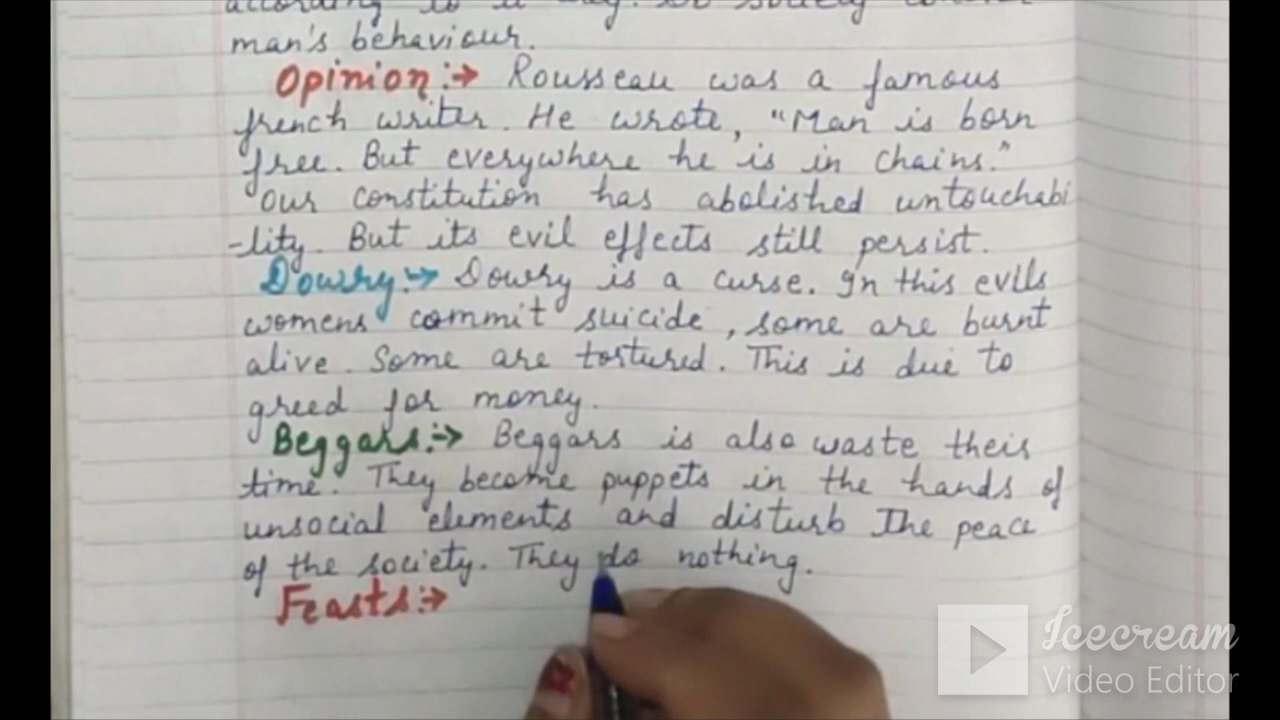 man's behaviour.
Opinion:→ Rousseau was a famous
french writer. He wrote, "Man is born
free. But everywhere he is in chains."
Our constitution has abolished untouchabi
-lity. But its evil effects still persist.
Dowry:→ Dowry is a curse. In this evils
womens commit suicide, some are burnt
alive. Some are tortured. This is due to
greed for money.
Beggars:→ Beggars is also waste their
time. They become puppets in the hands of
unsocial elements and disturb The peace
of the society. They do nothing.
Feasts:→
Icecream
Video Editor